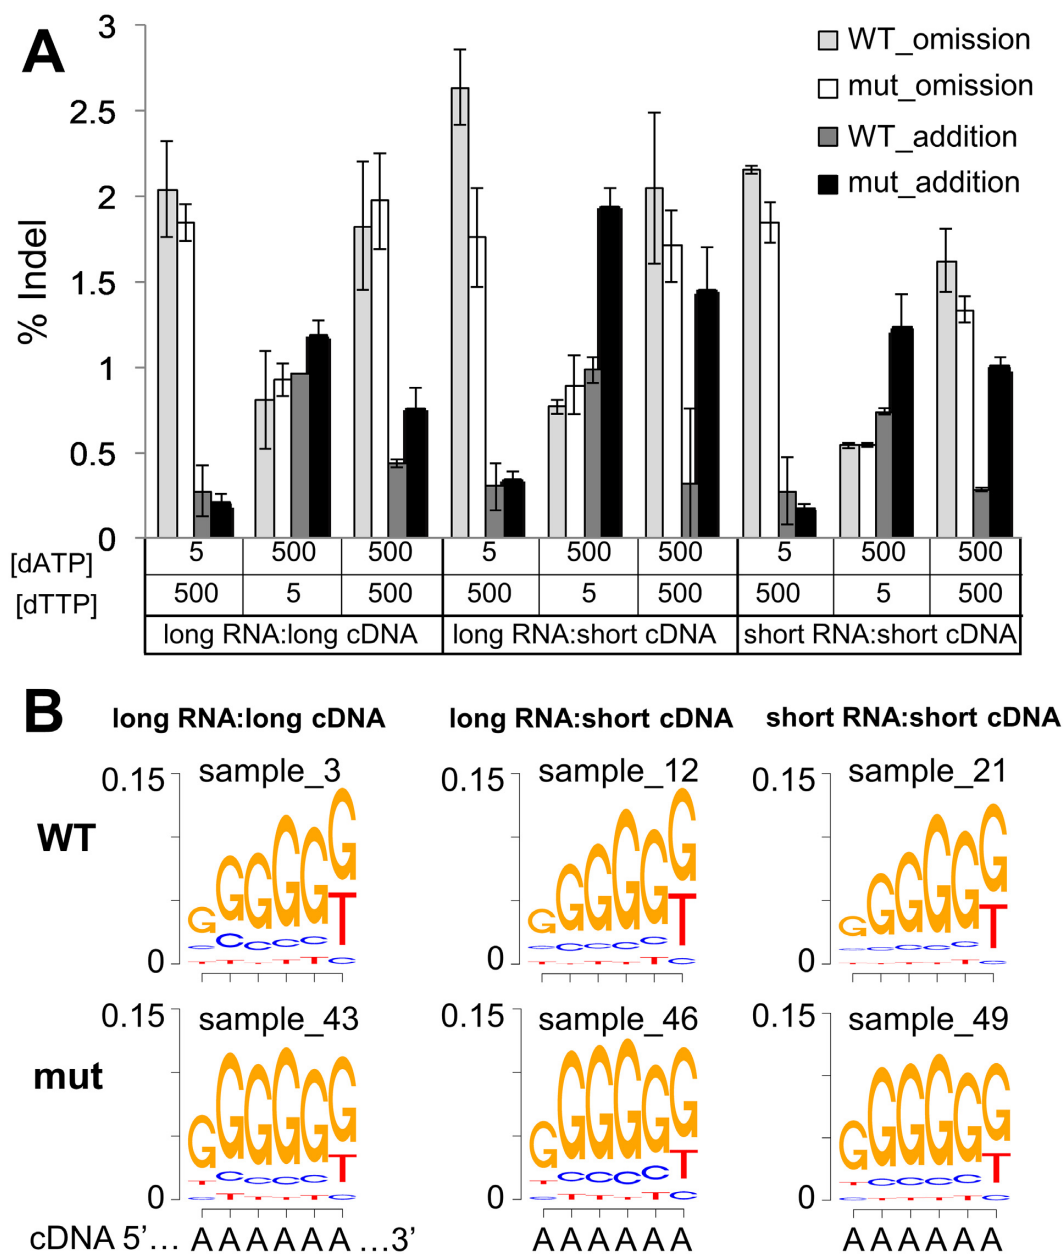 A
3
2.5
2
1.5
1
0.5
0
% Indel
WT_omission
mut_omission
WT_addition
mut_addition
[dATP] 5 500 500 5 500 500 5 500 500
[dTTP] 500 5 500 500 5 500 500 5 500
long RNA:long cDNA long RNA:short cDNA short RNA:short cDNA
B
long RNA:long cDNA long RNA:short cDNA short RNA:short cDNA
WT
0.15 sample_3 0.15 sample_12 0.15 sample_21
G G G G G G G G G G G G G G G G G G
T T T
C C C C C C C C C C C C C C C
0 T T T T T C 0 T T T T T C 0 T T T T T C
mut
0.15 sample_43 0.15 sample_46 0.15 sample_49
G G G G G G G G G G G G G G G G G G
T C C C C T C C C C C T T C C C C T
0 C T T T T C 0 C T T T T C 0 C T T T T C
cDNA 5’... A A A A A A ...3’ A A A A A A A A A A A A